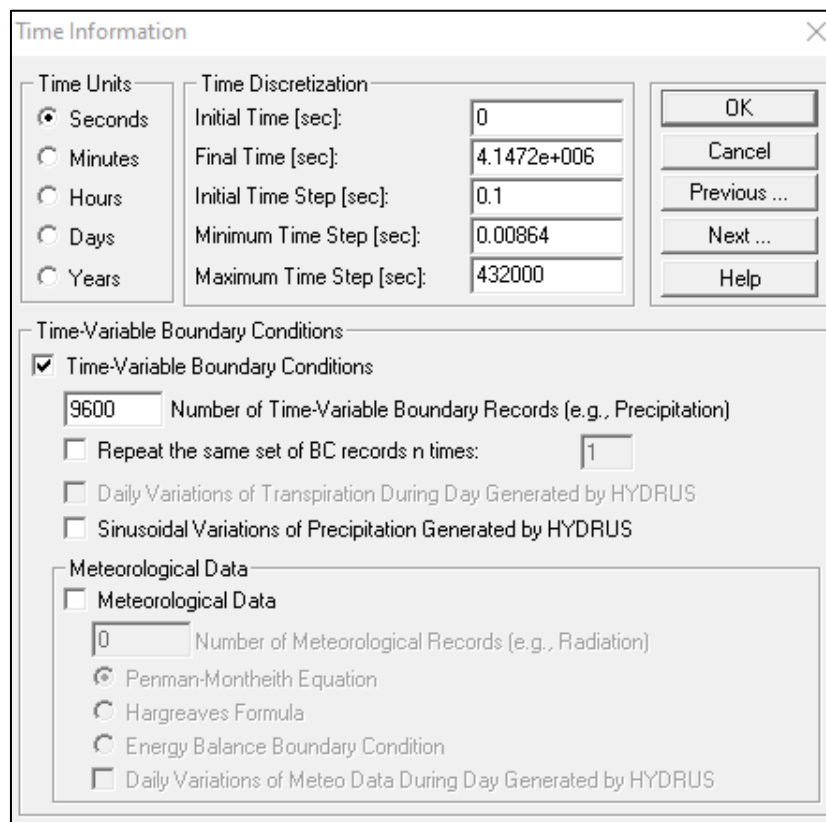 Time Information
Time Units
Seconds
Minutes
Hours
Days
Years
Time Discretization
Initial Time [sec]: 0
Final Time [sec]: 4.1472e+006
Initial Time Step [sec]: 0.1
Minimum Time Step [sec]: 0.00864
Maximum Time Step [sec]: 432000
OK
Cancel
Previous ...
Next ...
Help
Time-Variable Boundary Conditions
Time-Variable Boundary Conditions
9600 Number of Time-Variable Boundary Records (e.g., Precipitation)
Repeat the same set of BC records n times: 1
Daily Variations of Transpiration During Day Generated by HYDRUS
Sinusoidal Variations of Precipitation Generated by HYDRUS
Meteorological Data
Meteorological Data
0 Number of Meteorological Records (e.g., Radiation)
Penman-Montheith Equation
Hargreaves Formula
Energy Balance Boundary Condition
Daily Variations of Meteo Data During Day Generated by HYDRUS